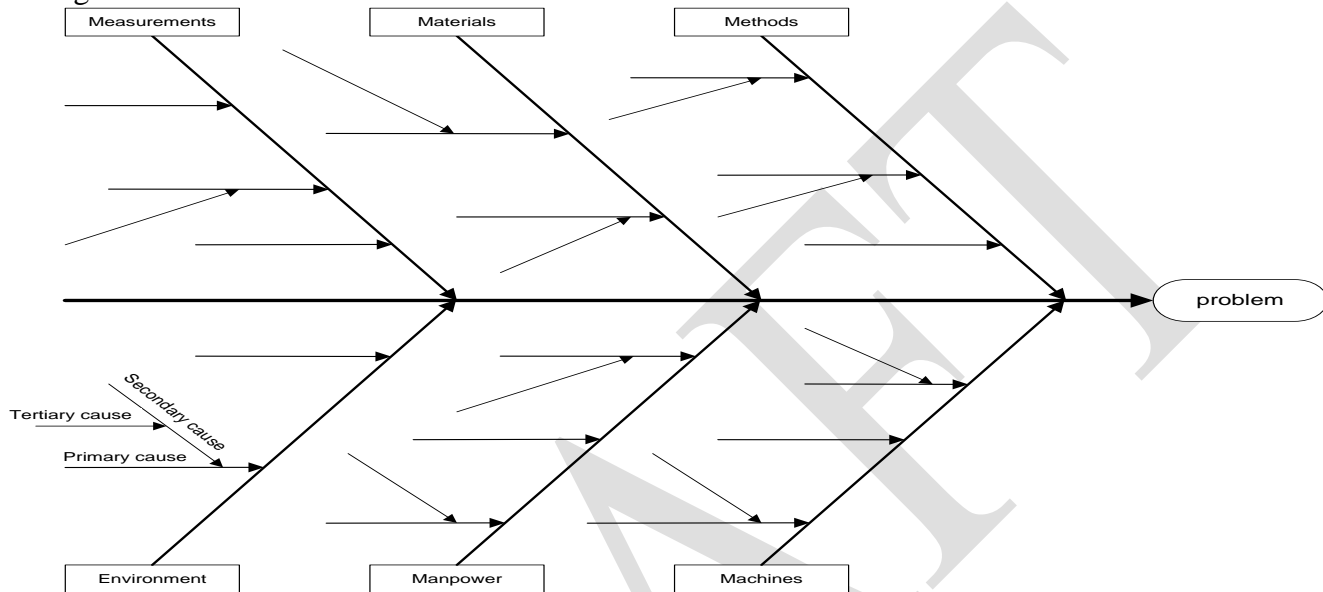 Measurements
Materials
Methods
problem
Secondary cause
Tertiary cause
Primary cause
Environment
Manpower
Machines